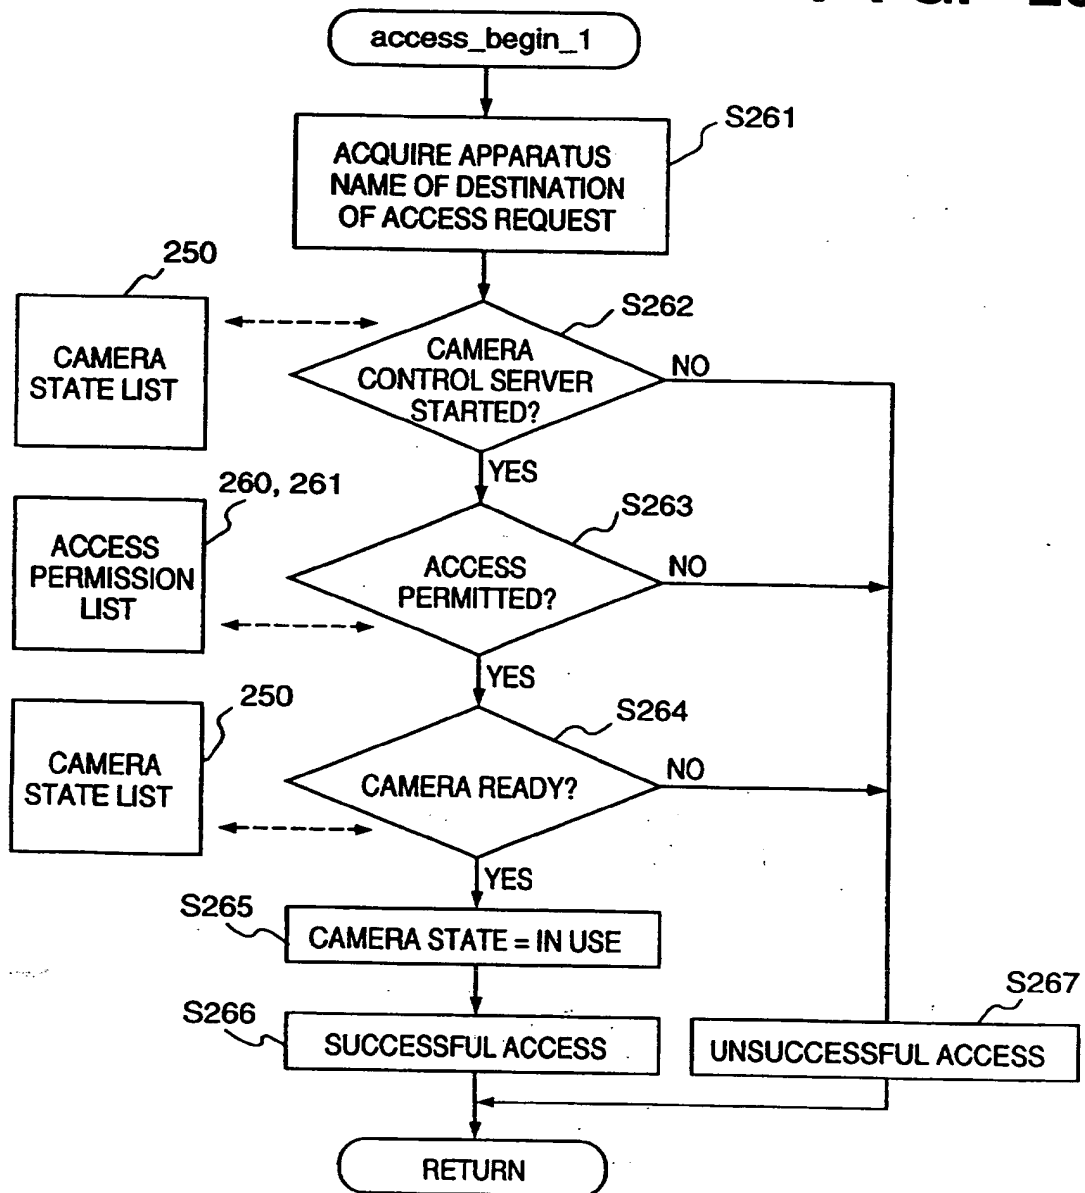 access_begin_1
S261
ACQUIRE APPARATUS
NAME OF DESTINATION
OF ACCESS REQUEST
250
S262
CAMERA
STATE LIST
CAMERA
CONTROL SERVER
STARTED?
NO
YES
260, 261
S263
ACCESS
PERMISSION
LIST
ACCESS
PERMITTED?
NO
YES
250
S264
CAMERA
STATE LIST
CAMERA READY?
NO
YES
S265
CAMERA STATE = IN USE
S266
SUCCESSFUL ACCESS
S267
UNSUCCESSFUL ACCESS
RETURN